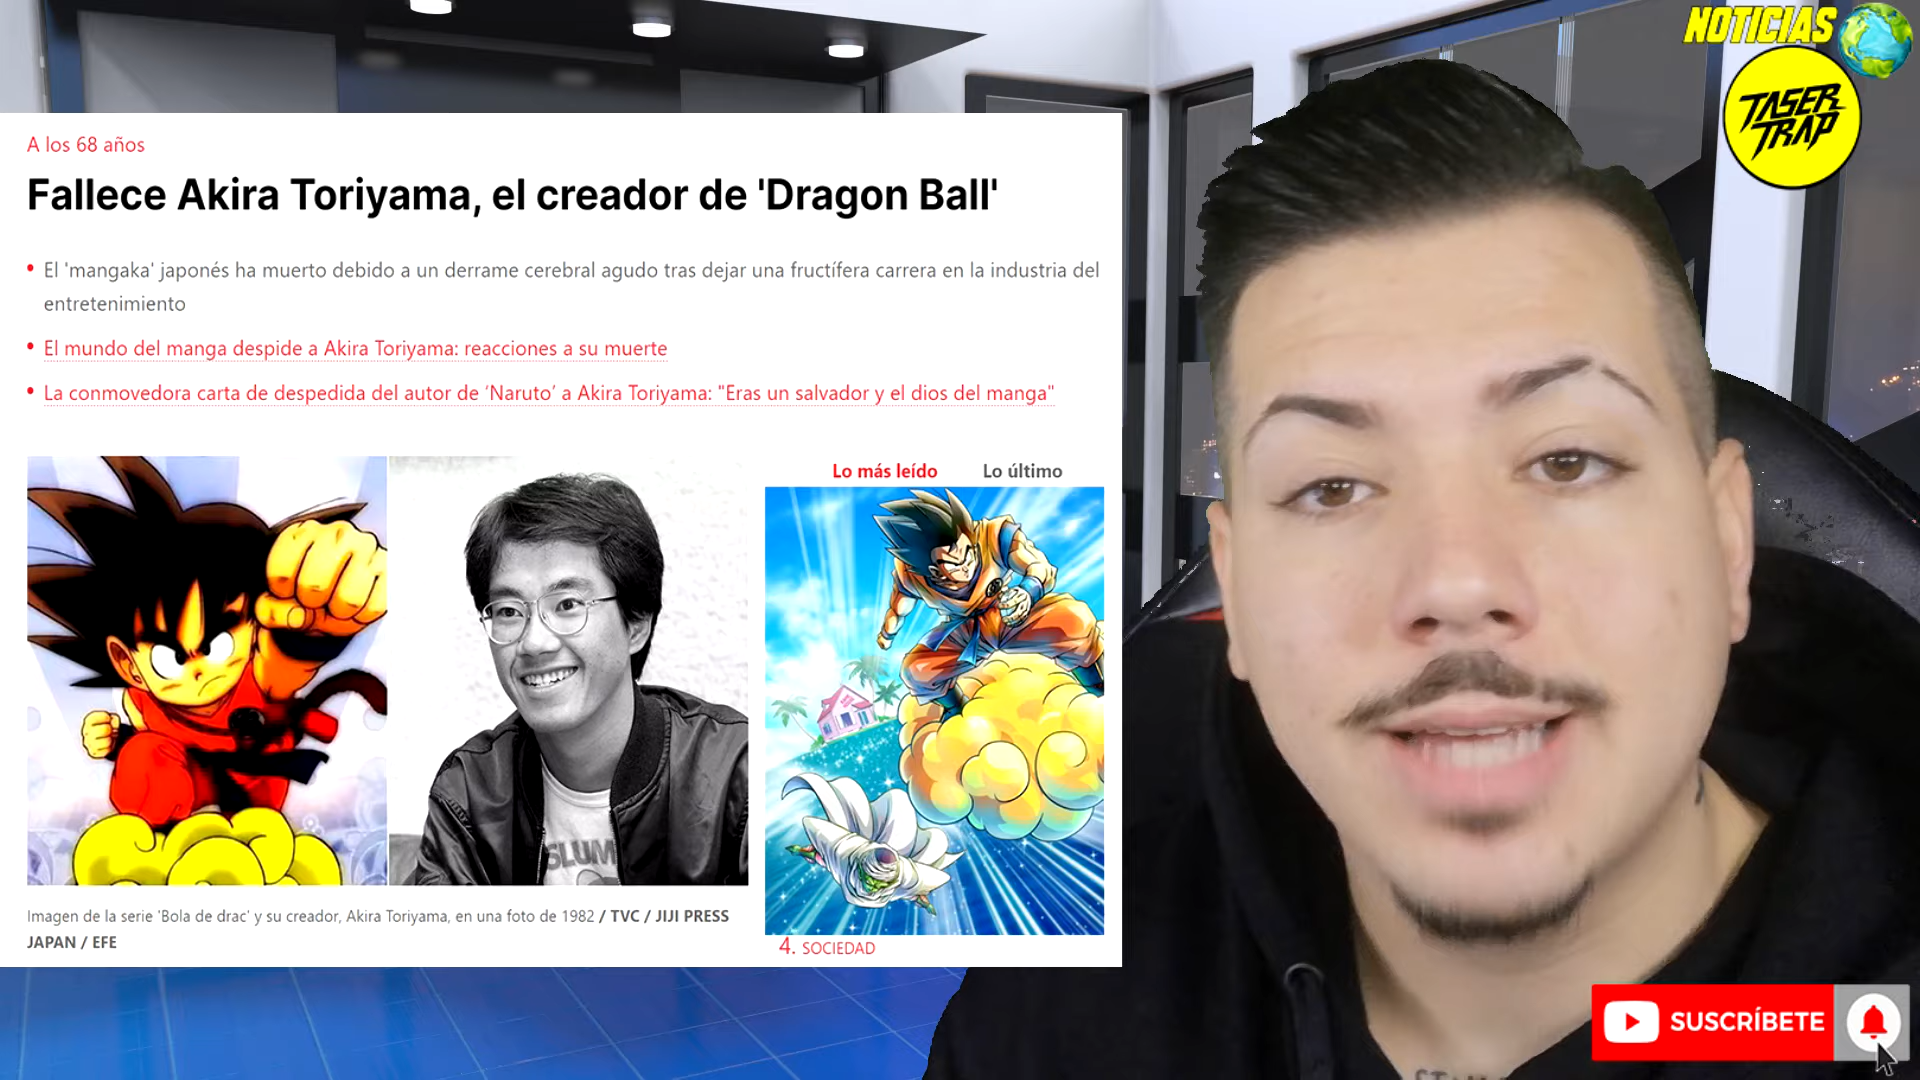 NOTICIAS
TASER
TRAP
A los 68 años
Fallece Akira Toriyama, el creador de 'Dragon Ball'
• El 'mangaka' japonés ha muerto debido a un derrame cerebral agudo tras dejar una fructífera carrera en la industria del
entretenimiento
• El mundo del manga despide a Akira Toriyama: reacciones a su muerte
• La conmovedora carta de despedida del autor de ‘Naruto’ a Akira Toriyama: "Eras un salvador y el dios del manga"
Lo más leído Lo último
SLUM
Imagen de la serie 'Bola de drac' y su creador, Akira Toriyama, en una foto de 1982 / TVC / JIJI PRESS
JAPAN / EFE
4. SOCIEDAD
SUSCRÍBETE